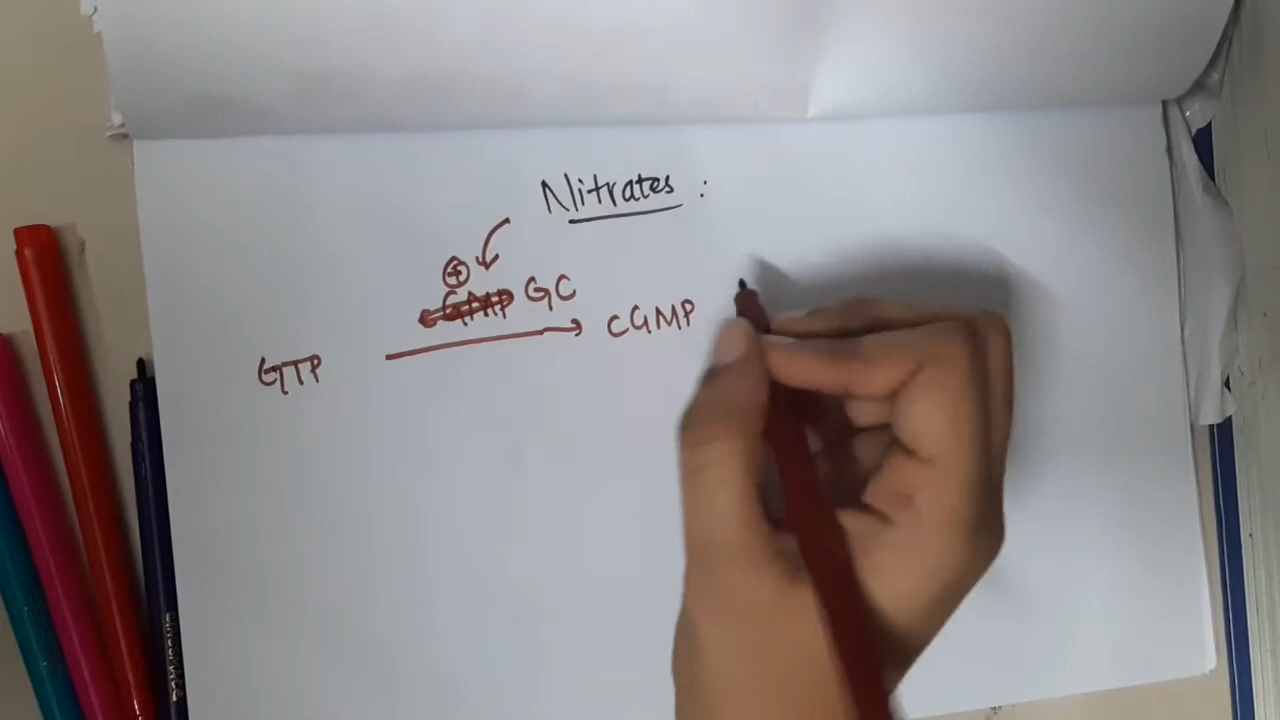 Nitrates :
+
GMP GC
GTP → CGMP